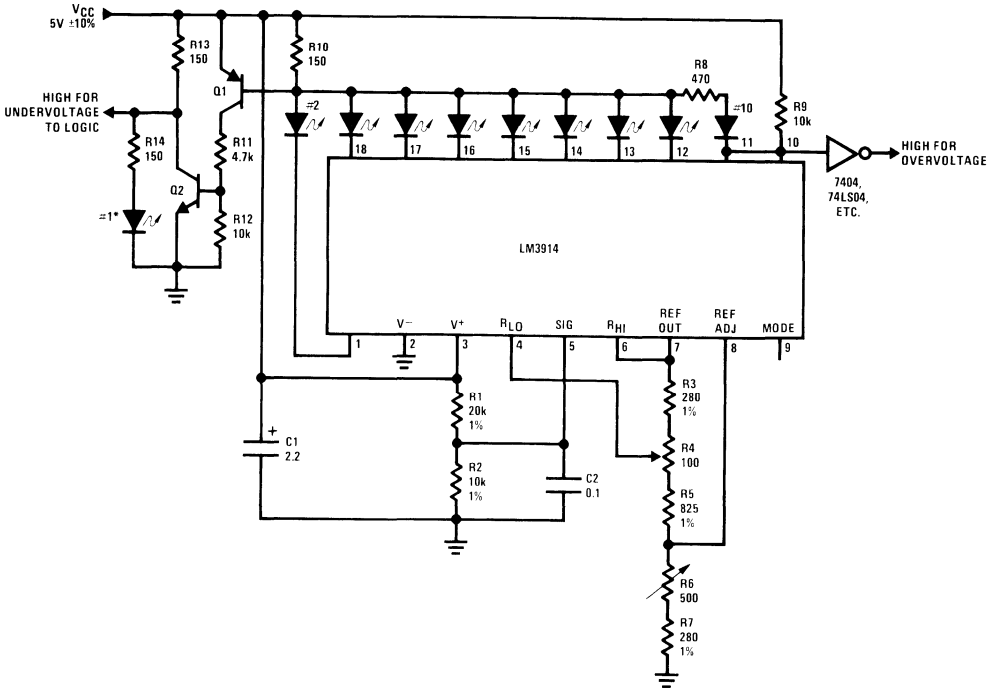 VCC
5V ±10%
R13
150
R10
150
Q1
R8
470
HIGH FOR
UNDERVOLTAGE
TO LOGIC
#2
#10
R9
10k
R14
150
R11
4.7k
18
17
16
15
14
13
12
11
10
HIGH FOR
OVERVOLTAGE
7404,
74LS04,
ETC.
Q2
#1*
R12
10k
LM3914
V−
V+
RLO
SIG
RHI
REF
OUT
REF
ADJ
MODE
1
2
3
4
5
6
7
8
9
R1
20k
1%
R3
280
1%
+
C1
2.2
R2
10k
1%
C2
0.1
R4
100
R5
825
1%
R6
500
R7
280
1%